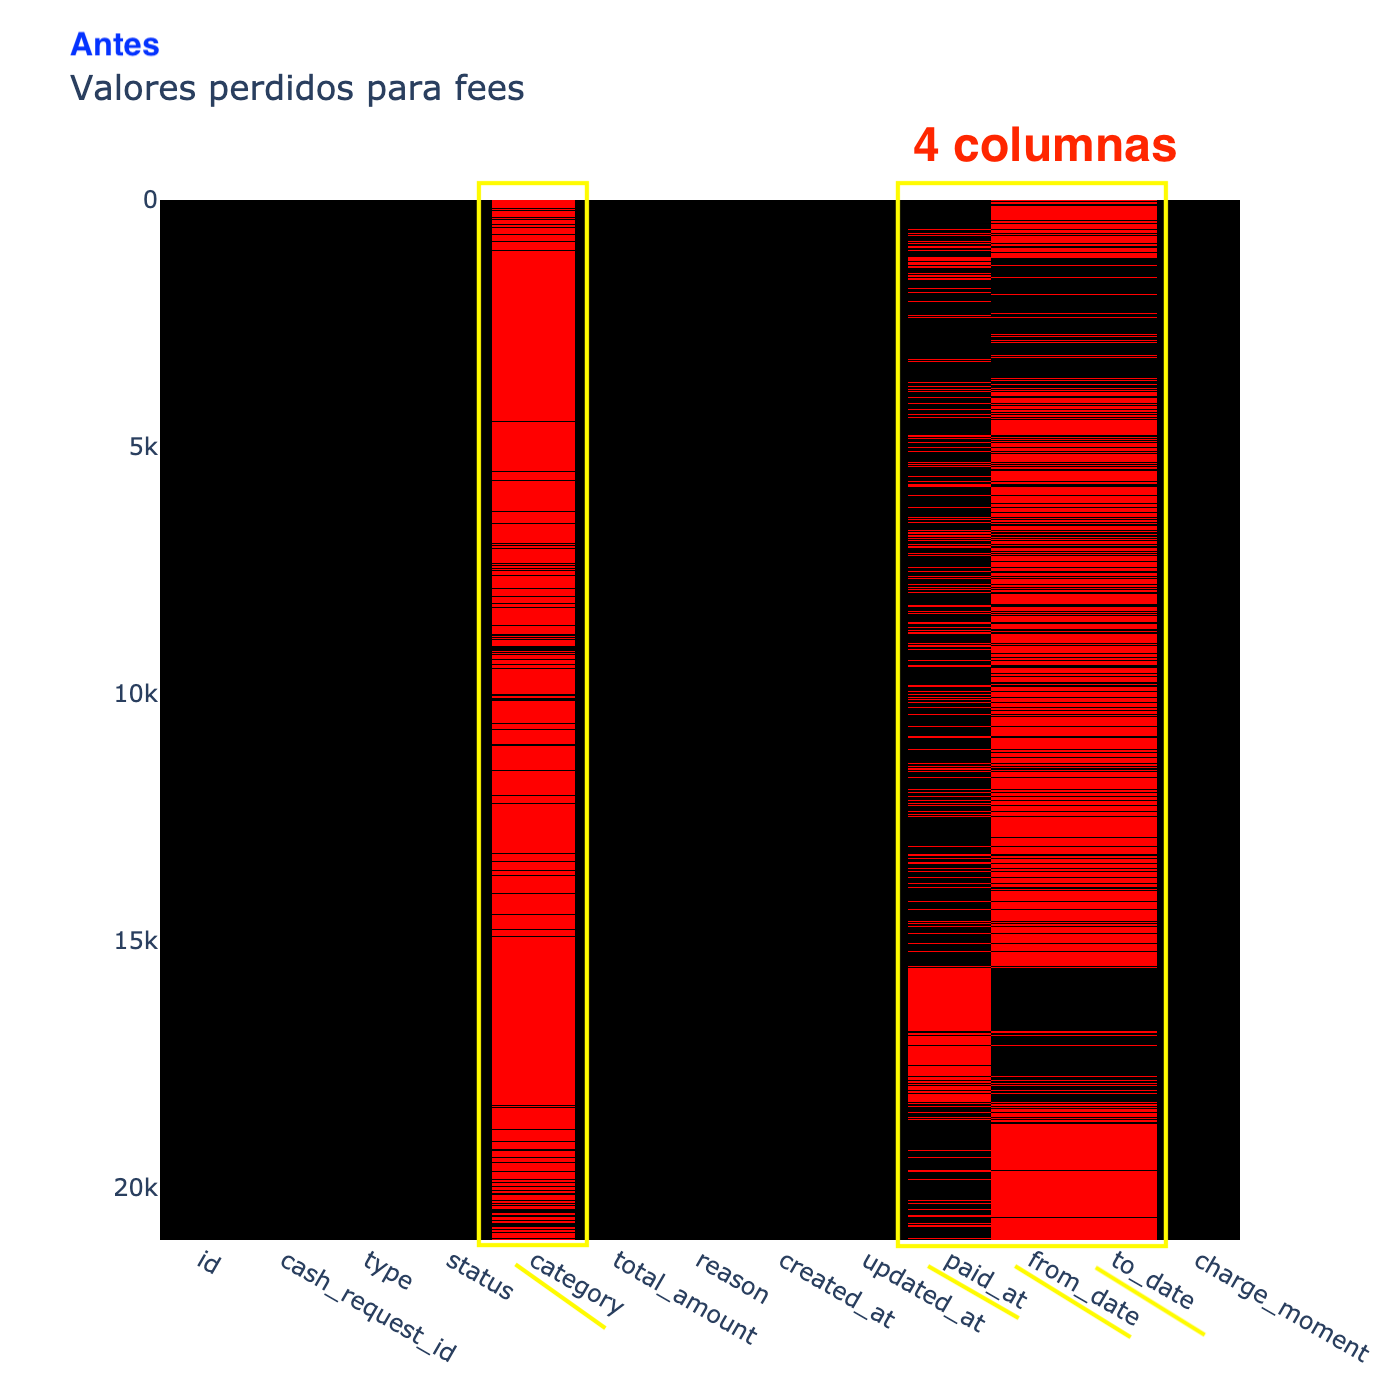 Antes
Valores perdidos para fees
4 columnas
0
5k
10k
15k
20k
id
cash_request_id
type
status
category
total_amount
reason
created_at
updated_at
paid_at
from_date
to_date
charge_moment